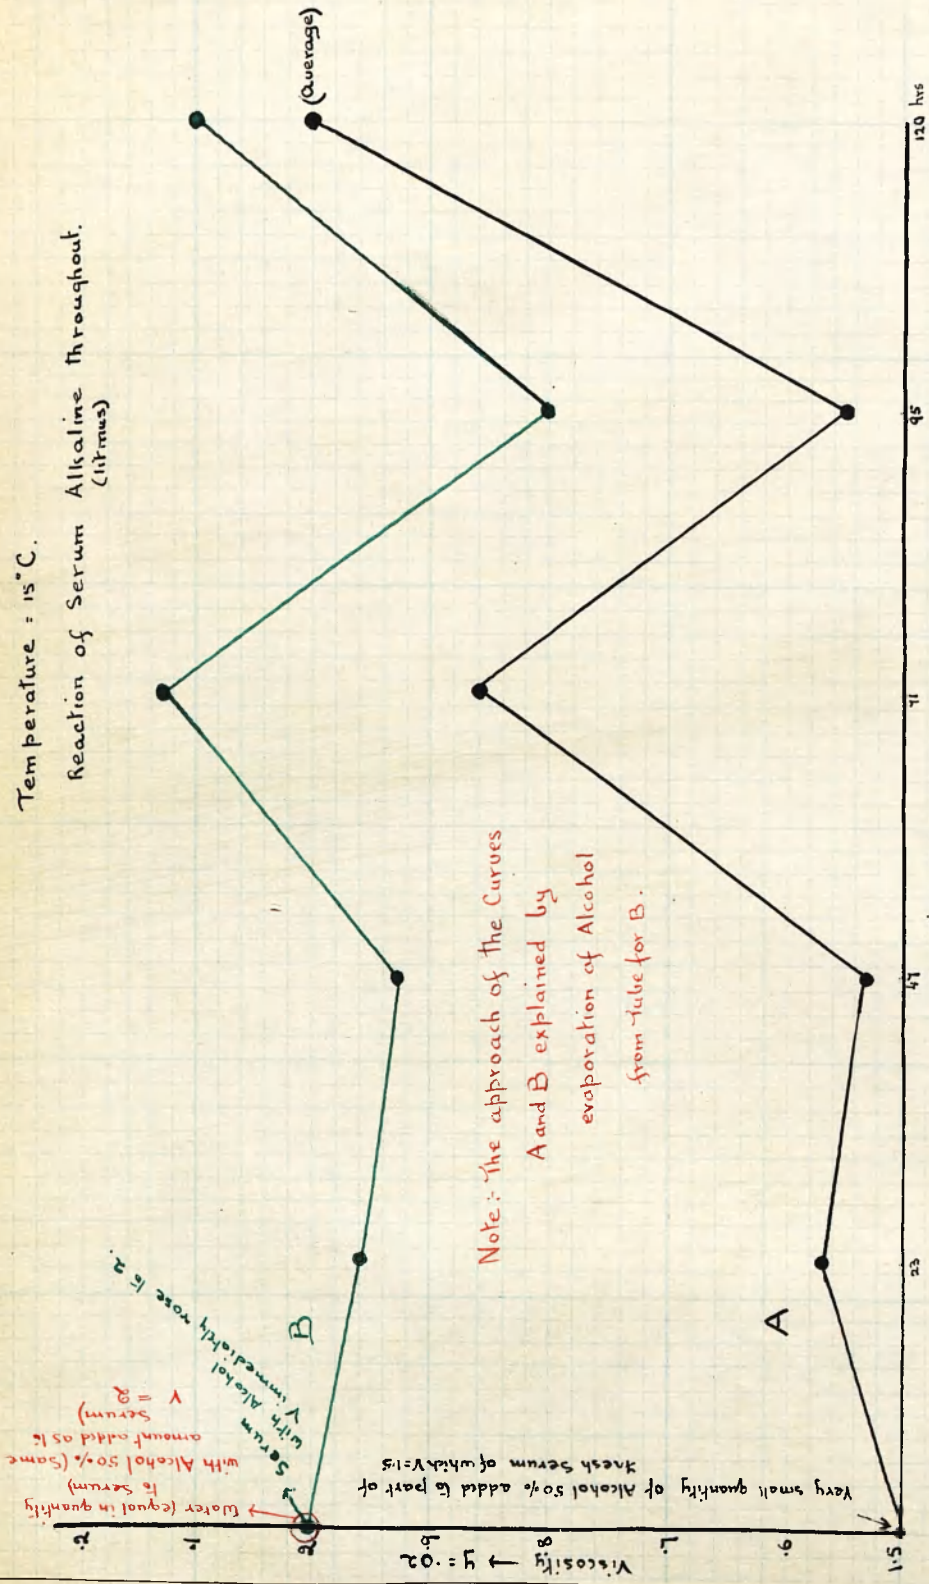 Temperature = 15°C.
Reaction of Serum Alkaline throughout.
(litmus)
(average)
Note:- The approach of the Curves
A and B explained by
evaporation of Alcohol
from Tube for B.
B
A
Serum
with Alcohol
V immediately rose to 2.
Water (equal in quantity
to Serum)
with Alcohol 50% (Same
amount added as to
Serum)
V = 2
Very small quantity of Alcohol 50% added to part of
fresh Serum of which V=1.5
Viscosity → y = .02
.2
.1
2
.9
.8
.7
.6
1.5
23
47
71
95
120 hrs